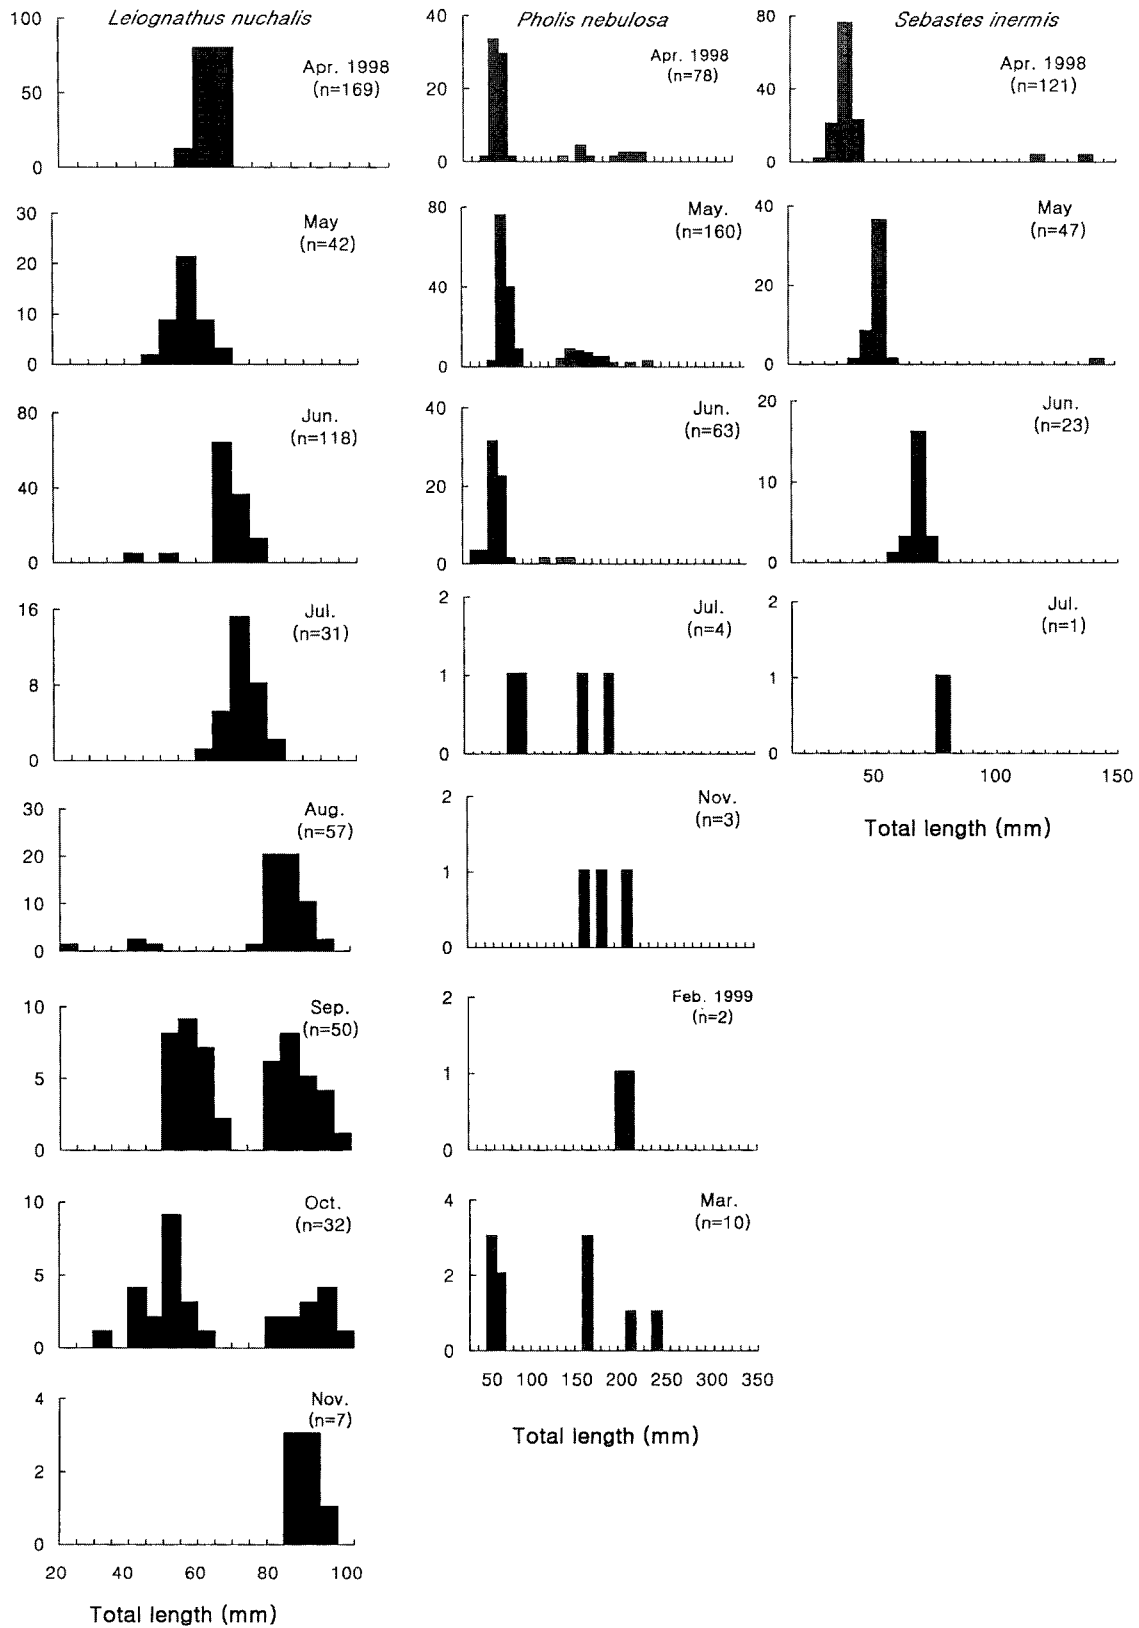 Leiognathus nuchalis
100
50
0
Apr. 1998
(n=169)
30
20
10
0
May
(n=42)
80
40
0
Jun.
(n=118)
16
8
0
Jul.
(n=31)
30
20
10
0
Aug.
(n=57)
10
5
0
Sep.
(n=50)
10
5
0
Oct.
(n=32)
4
2
0
Nov.
(n=7)
20 40 60 80 100
Total length (mm)
Pholis nebulosa
40
20
0
Apr. 1998
(n=78)
80
40
0
May.
(n=160)
40
20
0
Jun.
(n=63)
2
1
0
Jul.
(n=4)
2
1
0
Nov.
(n=3)
2
1
0
Feb. 1999
(n=2)
4
2
0
Mar.
(n=10)
50 100 150 200 250 300 350
Total length (mm)
Sebastes inermis
80
40
0
Apr. 1998
(n=121)
40
20
0
May
(n=47)
20
10
0
Jun.
(n=23)
2
1
0
Jul.
(n=1)
50 100 150
Total length (mm)